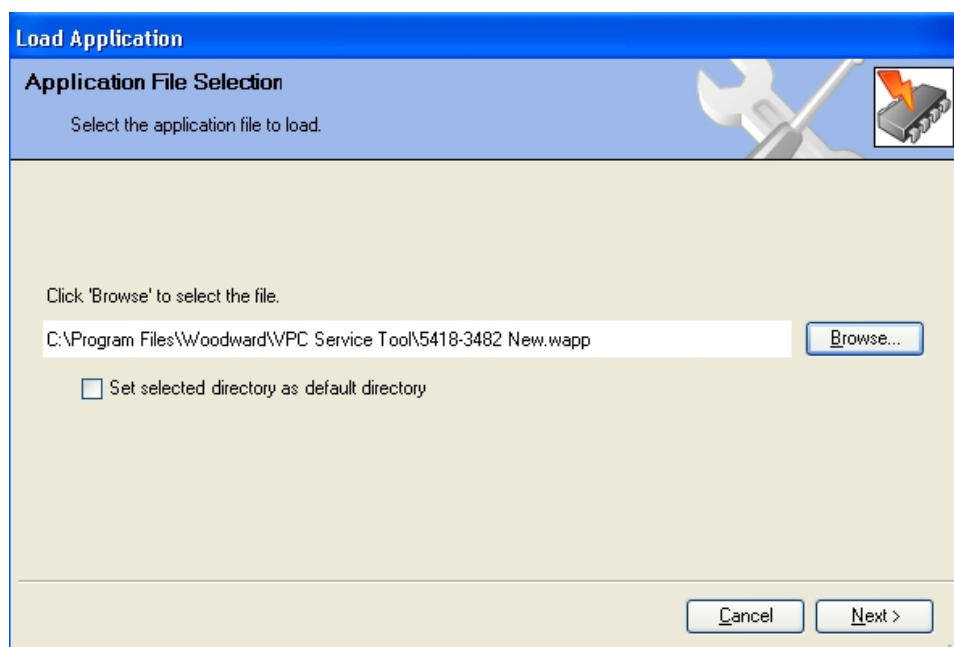 Load Application
Application File Selection
Select the application file to load.
Click 'Browse' to select the file.
C:\Program Files\Woodward\VPC Service Tool\5418-3482 New.wapp
Browse...
Set selected directory as default directory
Cancel
Next >